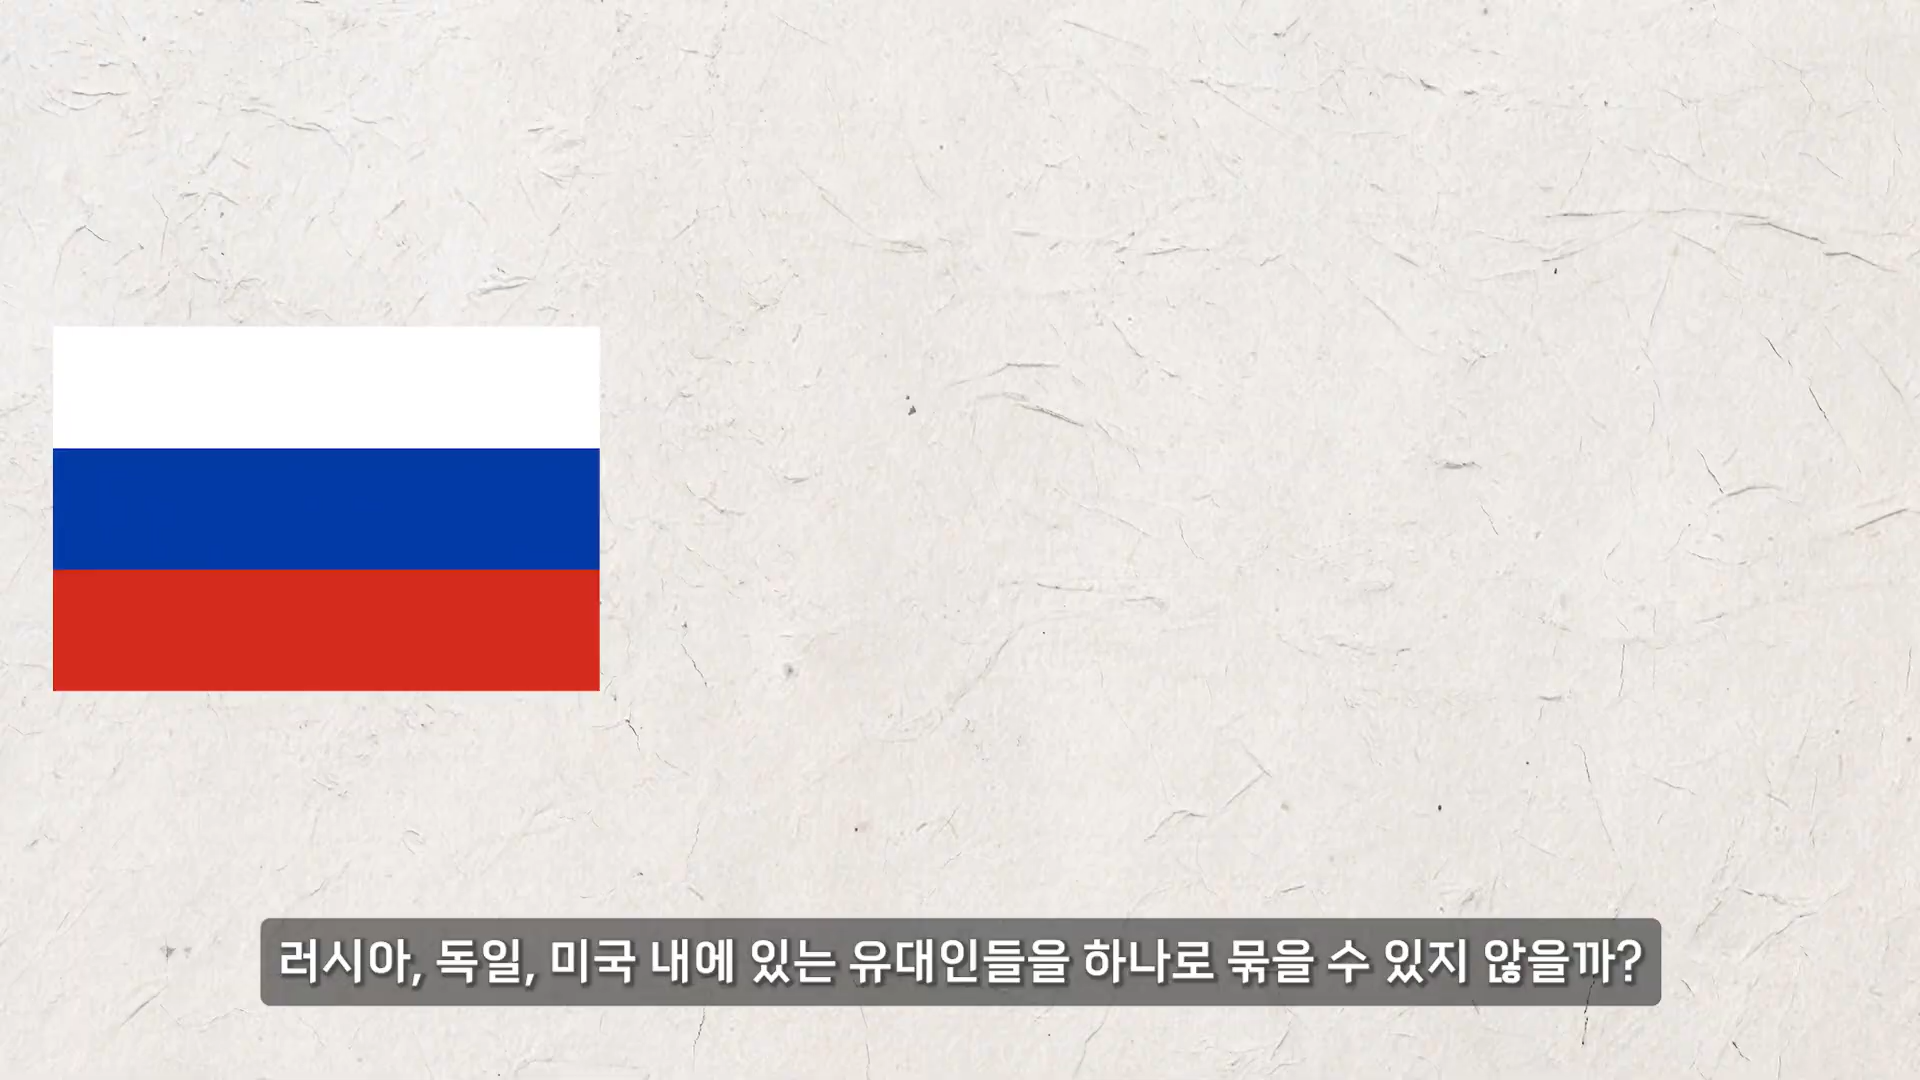 러시아, 독일, 미국 내에 있는 유대인들을 하나로 묶을 수 있지 않을까?